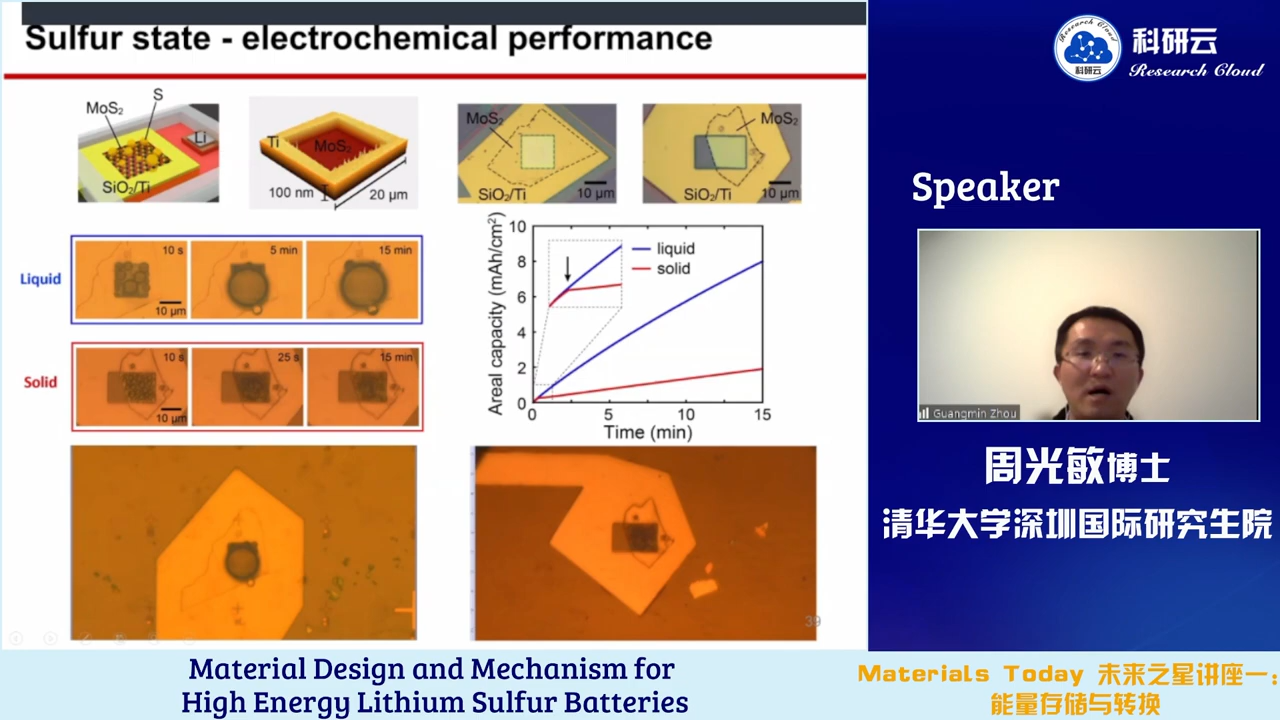 Sulfur state - electrochemical performance
MoS₂
S
Li
SiO₂/Ti
Ti
MoS₂
100 nm
20 µm
MoS₂
SiO₂/Ti
10 µm
MoS₂
SiO₂/Ti
10 µm
Liquid
10 s
5 min
15 min
10 µm
Solid
10 s
25 s
15 min
10 µm
Areal capacity (mAh/cm²)
10
8
6
4
2
0
liquid
solid
0
5
10
15
Time (min)
39
Research Cloud
科研云
科研云
Research Cloud
Speaker
Guangmin Zhou
周光敏博士
清华大学深圳国际研究生院
Material Design and Mechanism for
High Energy Lithium Sulfur Batteries
Materials Today 未来之星讲座一:
能量存储与转换